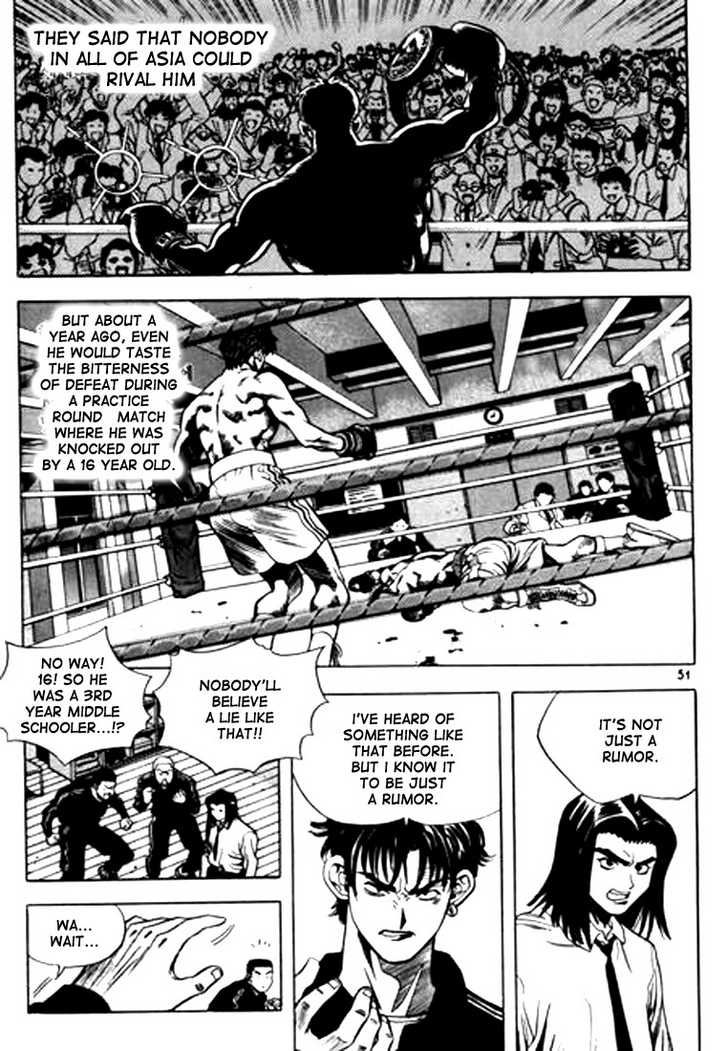 THEY SAID THAT NOBODY
IN ALL OF ASIA COULD
RIVAL HIM
BUT ABOUT A
YEAR AGO, EVEN
HE WOULD TASTE
THE BITTERNESS
OF DEFEAT DURING
A PRACTICE
ROUND MATCH
WHERE HE WAS
KNOCKED OUT
BY A 16 YEAR OLD.
51
NO WAY!
16! SO HE
WAS A 3RD
YEAR MIDDLE
SCHOOLER...!?
NOBODY'LL
BELIEVE
A LIE LIKE
THAT!!
I'VE HEARD OF
SOMETHING LIKE
THAT BEFORE.
BUT I KNOW IT
TO BE JUST
A RUMOR.
IT'S NOT
JUST A
RUMOR.
WA...
WAIT...